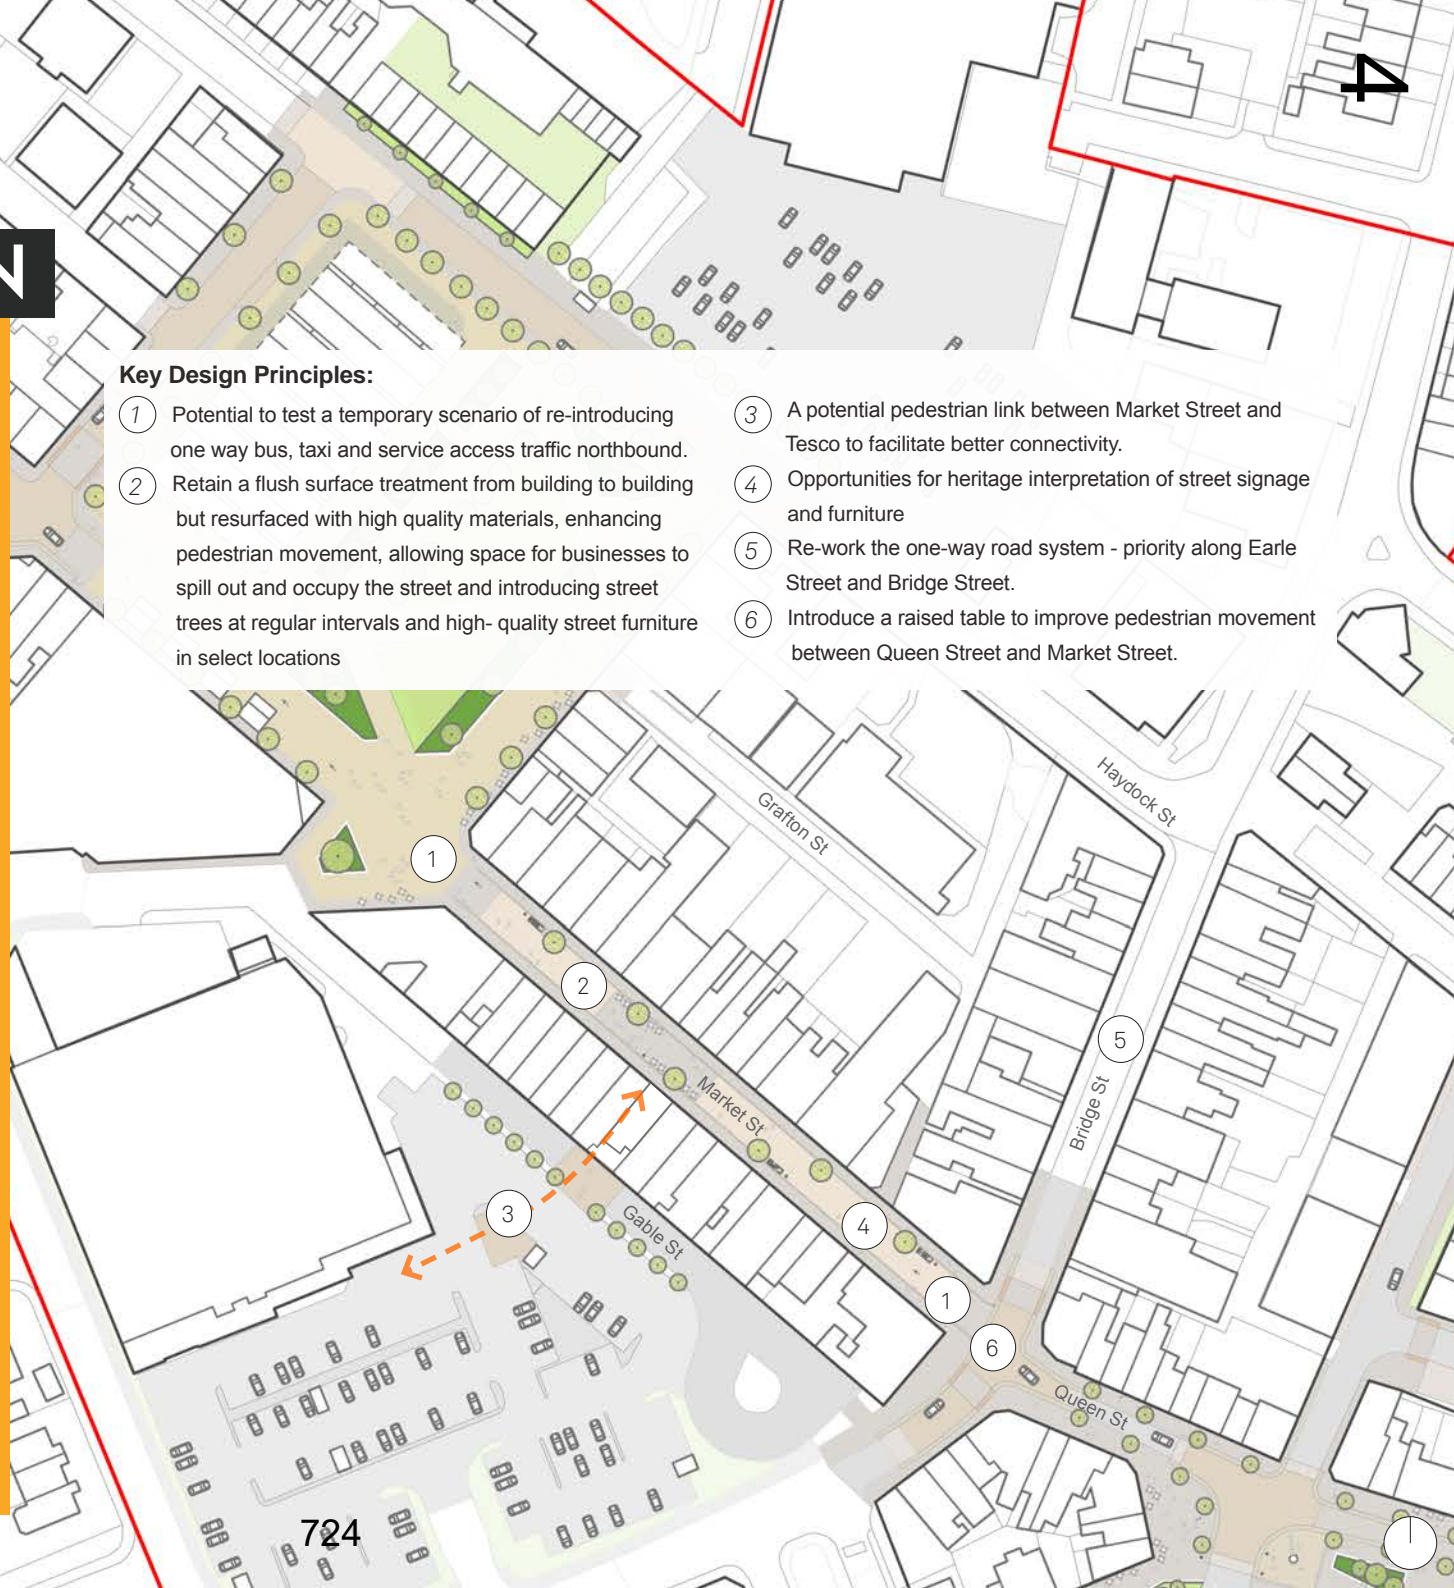 4
Key Design Principles:
1 Potential to test a temporary scenario of re-introducing
one way bus, taxi and service access traffic northbound.
2 Retain a flush surface treatment from building to building
but resurfaced with high quality materials, enhancing
pedestrian movement, allowing space for businesses to
spill out and occupy the street and introducing street
trees at regular intervals and high- quality street furniture
in select locations
3 A potential pedestrian link between Market Street and
Tesco to facilitate better connectivity.
4 Opportunities for heritage interpretation of street signage
and furniture
5 Re-work the one-way road system - priority along Earle
Street and Bridge Street.
6 Introduce a raised table to improve pedestrian movement
between Queen Street and Market Street.
Haydock St
Grafton St
1
2
5
Market St
Bridge St
3
Gable St
4
1
6
Queen St
724